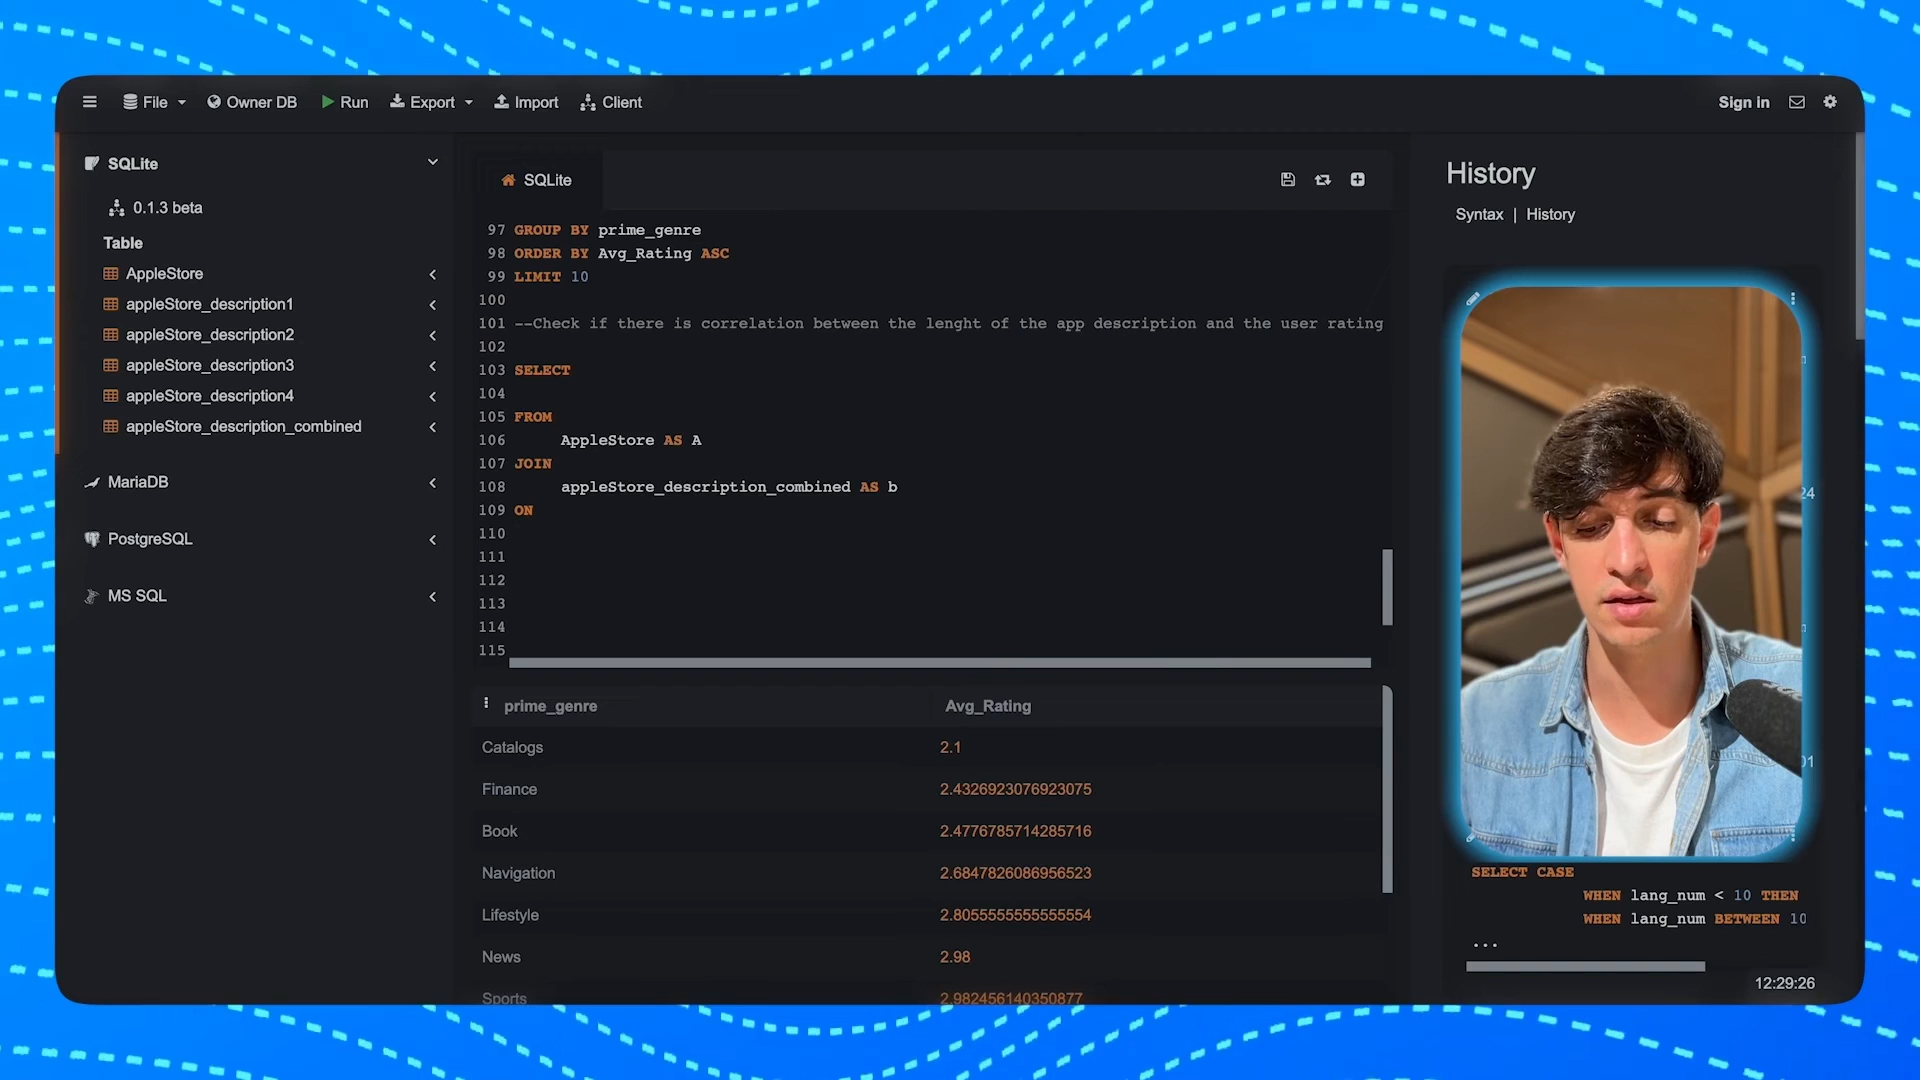 File Owner DB Run Export Import Client Sign in
SQLite
0.1.3 beta
Table
AppleStore
appleStore_description1
appleStore_description2
appleStore_description3
appleStore_description4
appleStore_description_combined
MariaDB
PostgreSQL
MS SQL
SQLite
97 GROUP BY prime_genre
98 ORDER BY Avg_Rating ASC
99 LIMIT 10
100
101 --Check if there is correlation between the lenght of the app description and the user rating
102
103 SELECT
104
105 FROM
106 AppleStore AS A
107 JOIN
108 appleStore_description_combined AS b
109 ON
110
111
112
113
114
115
prime_genre Avg_Rating
Catalogs 2.1
Finance 2.4326923076923075
Book 2.4776785714285716
Navigation 2.6847826086956523
Lifestyle 2.8055555555555554
News 2.98
Sports 2.982456140350877
History
Syntax | History
24
01
SELECT CASE
WHEN lang_num < 10 THEN
WHEN lang_num BETWEEN 10
...
12:29:26